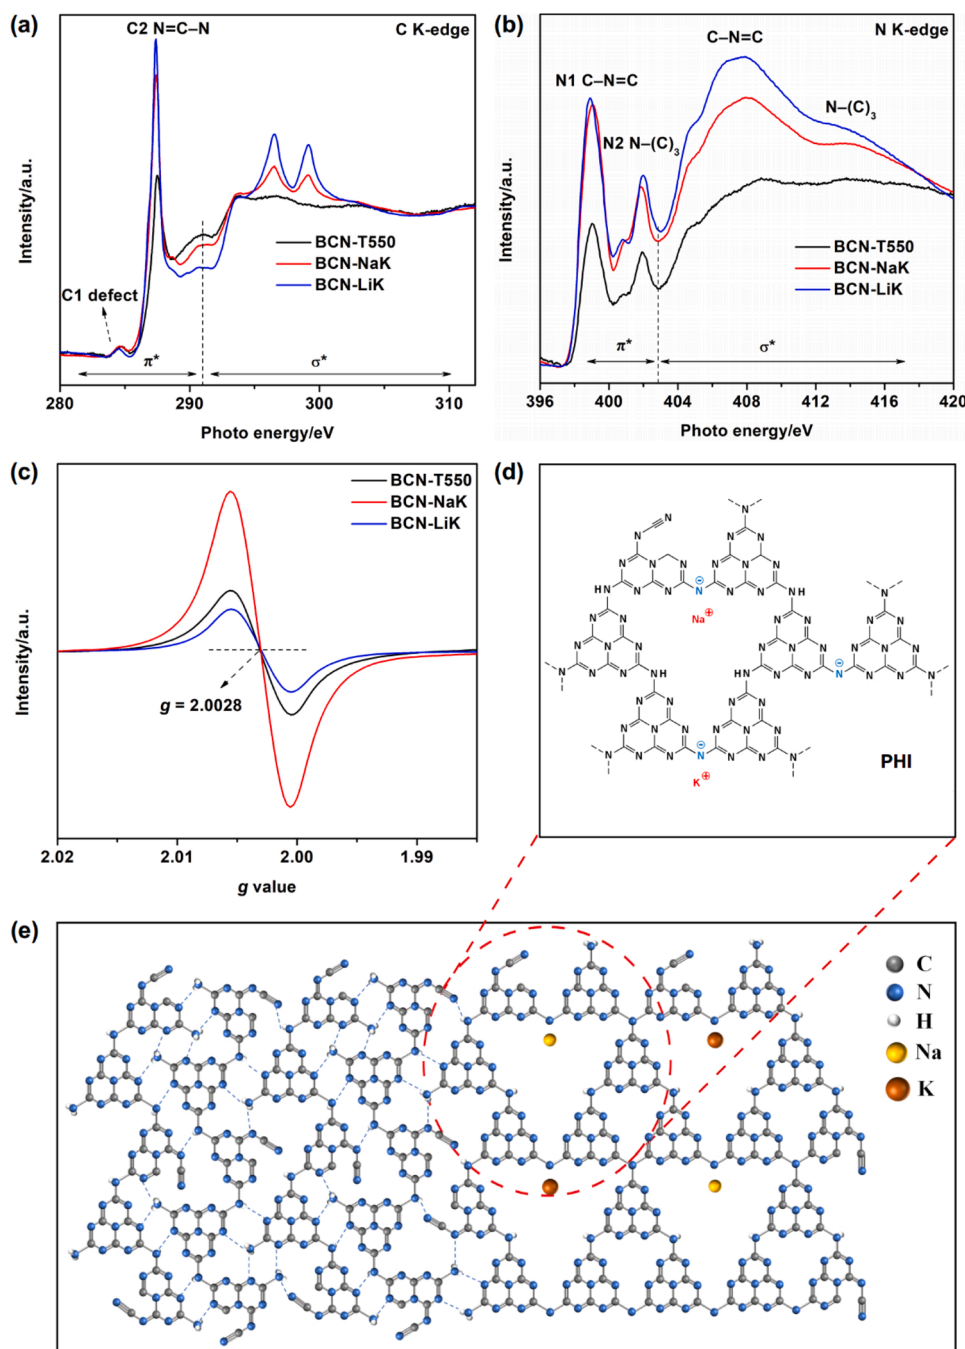 (a)
C2 N=C–N
C K-edge
Intensity/a.u.
BCN-T550
BCN-NaK
BCN-LiK
C1 defect
π*
σ*
280
290
300
310
Photo energy/eV
(b)
N K-edge
C–N=C
N1 C–N=C
N–(C)3
N2 N–(C)3
Intensity/a.u.
BCN-T550
BCN-NaK
BCN-LiK
π*
σ*
396
400
404
408
412
416
420
Photo energy/eV
(c)
BCN-T550
BCN-NaK
BCN-LiK
Intensity/a.u.
g = 2.0028
2.02
2.01
2.00
1.99
g value
(d)
Na⊕
K⊕
PHI
(e)
C
N
H
Na
K